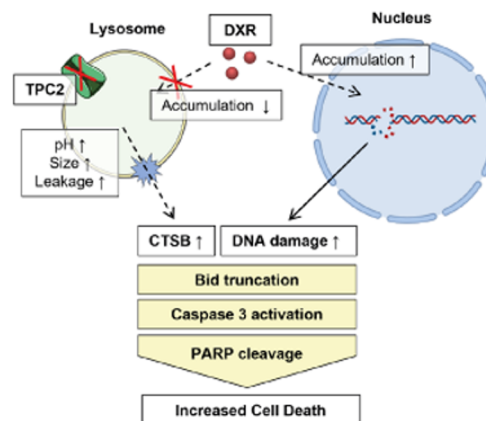 Lysosome
DXR
Nucleus
TPC2
Accumulation ↓
Accumulation ↑
pH ↑
Size ↑
Leakage ↑
CTSB ↑
DNA damage ↑
Bid truncation
Caspase 3 activation
PARP cleavage
Increased Cell Death